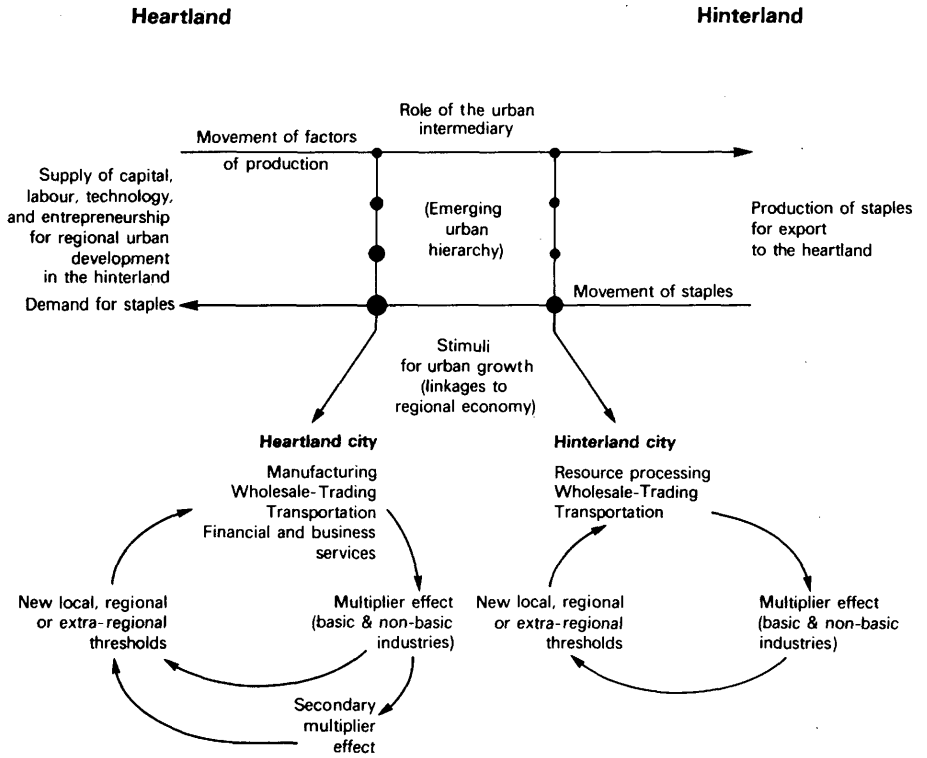 Heartland
Hinterland
Role of the urban
intermediary
Movement of factors
of production
Supply of capital,
labour, technology,
and entrepreneurship
for regional urban
development
in the hinterland
(Emerging
urban
hierarchy)
Production of staples
for export
to the heartland
Demand for staples
Movement of staples
Stimuli
for urban growth
(linkages to
regional economy)
Heartland city
Manufacturing
Wholesale-Trading
Transportation
Financial and business
services
New local, regional
or extra-regional
thresholds
Multiplier effect
(basic & non-basic
industries)
Secondary
multiplier
effect
Hinterland city
Resource processing
Wholesale-Trading
Transportation
New local, regional
or extra-regional
thresholds
Multiplier effect
(basic & non-basic
industries)